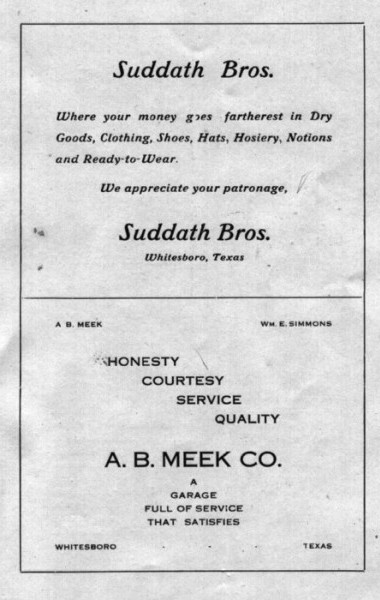 Suddath Bros.
Where your money goes fartherest in Dry
Goods, Clothing, Shoes, Hats, Hosiery, Notions
and Ready-to-Wear.
We appreciate your patronage,
Suddath Bros.
Whitesboro, Texas
A B. MEEK WM. E. SIMMONS
HONESTY
COURTESY
SERVICE
QUALITY
A. B. MEEK CO.
A
GARAGE
FULL OF SERVICE
THAT SATISFIES
WHITESBORO TEXAS